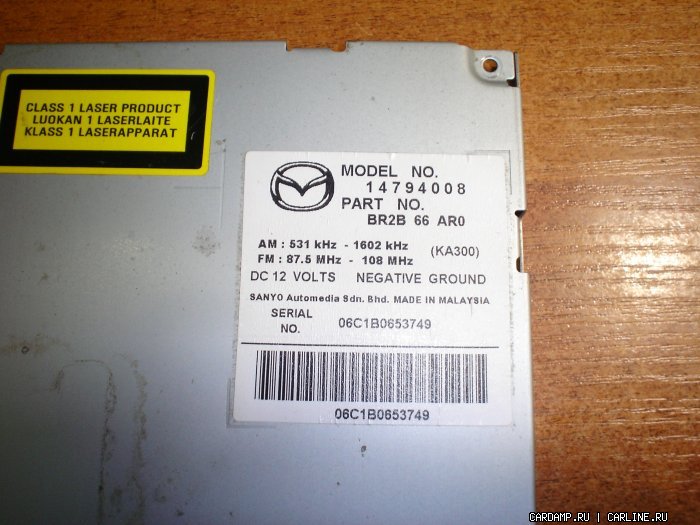 CLASS 1 LASER PRODUCT
LUOKAN 1 LASERLAITE
KLASS 1 LASERAPPARAT
MODEL NO.
14794008
PART NO.
BR2B 66 AR0
AM : 531 kHz - 1602 kHz (KA300)
FM : 87.5 MHz - 108 MHz
DC 12 VOLTS NEGATIVE GROUND
SANYO Automedia Sdn. Bhd. MADE IN MALAYSIA
SERIAL NO. 06C1B0653749
06C1B0653749
CARDAMP.RU | CARLINE.RU